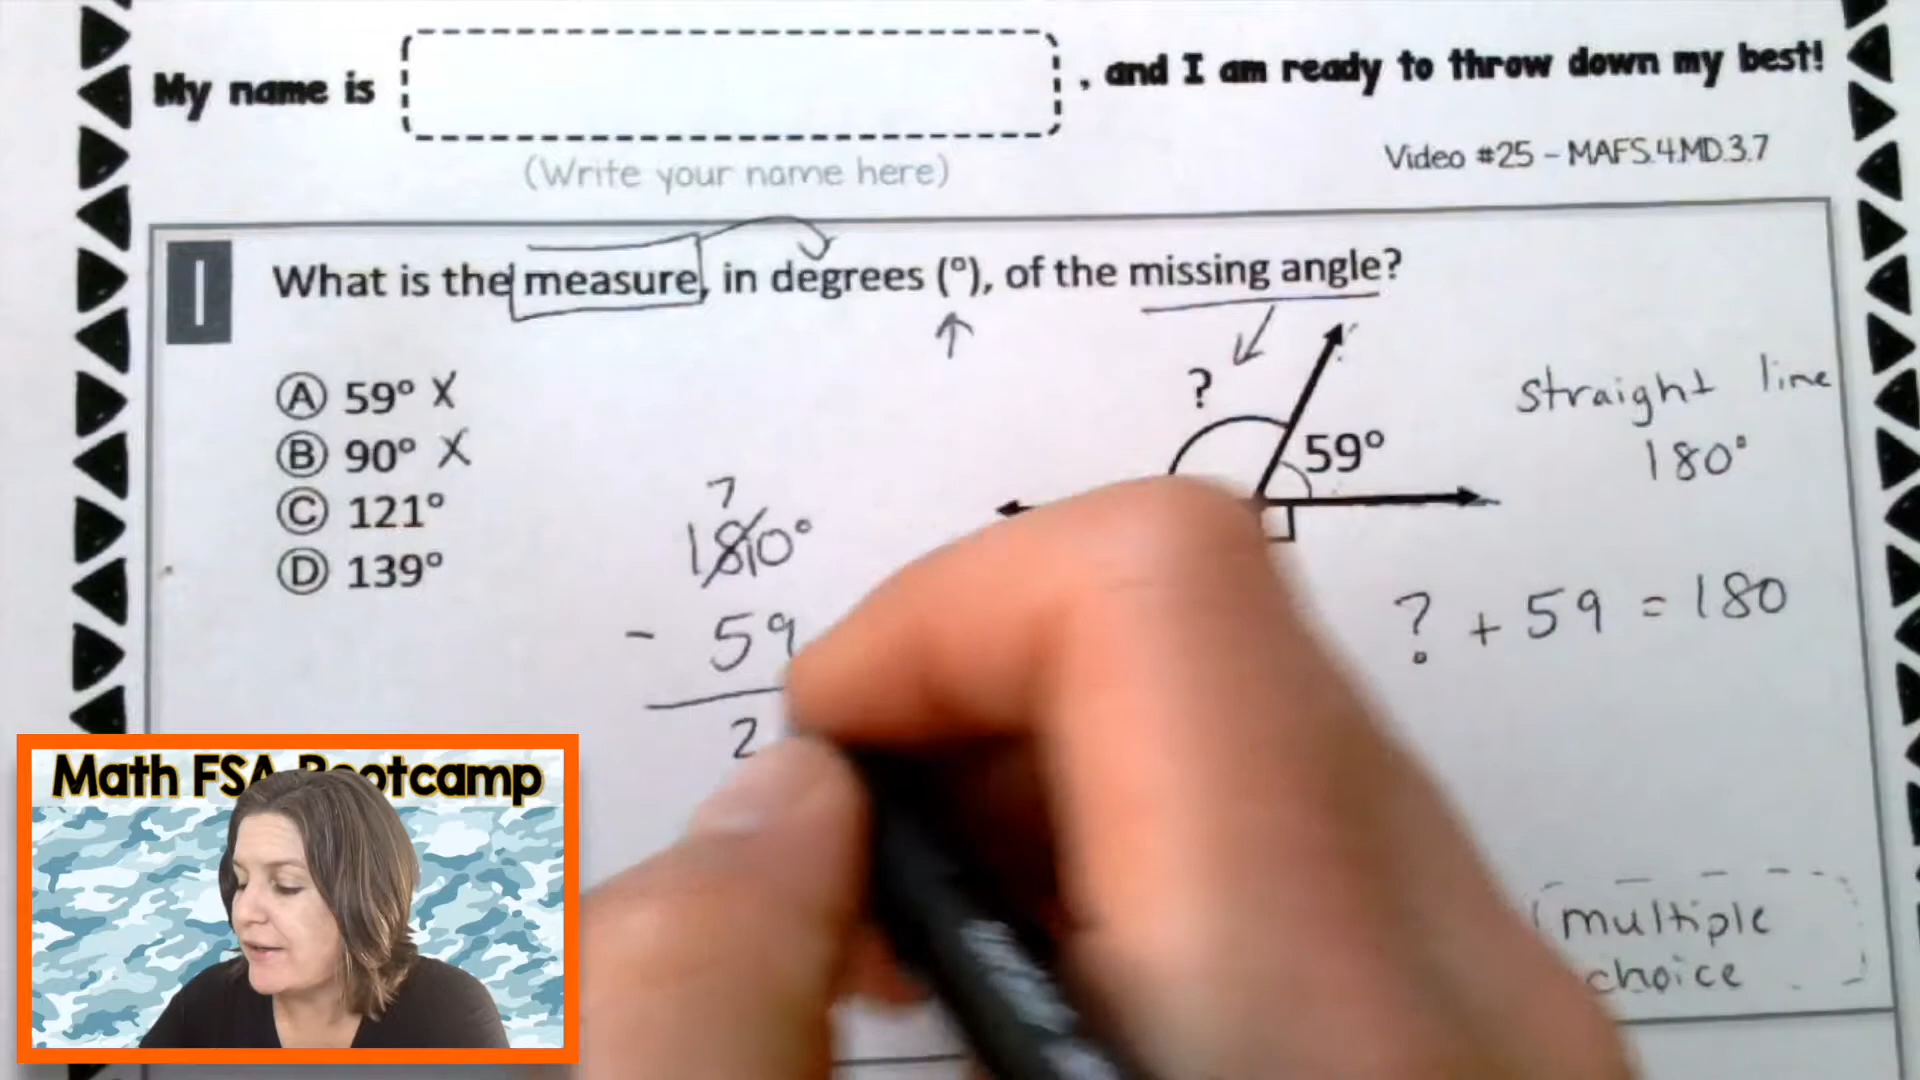 My name is , and I am ready to throw down my best!
(Write your name here)
Video #25 - MAFS.4.MD.3.7
1 What is the measure, in degrees (°), of the missing angle?
A 59° X
B 90° X
C 121°
D 139°
?
59°
straight line
180°
7
180°
- 59
2
? + 59 = 180
multiple
choice
Math FSA Bootcamp